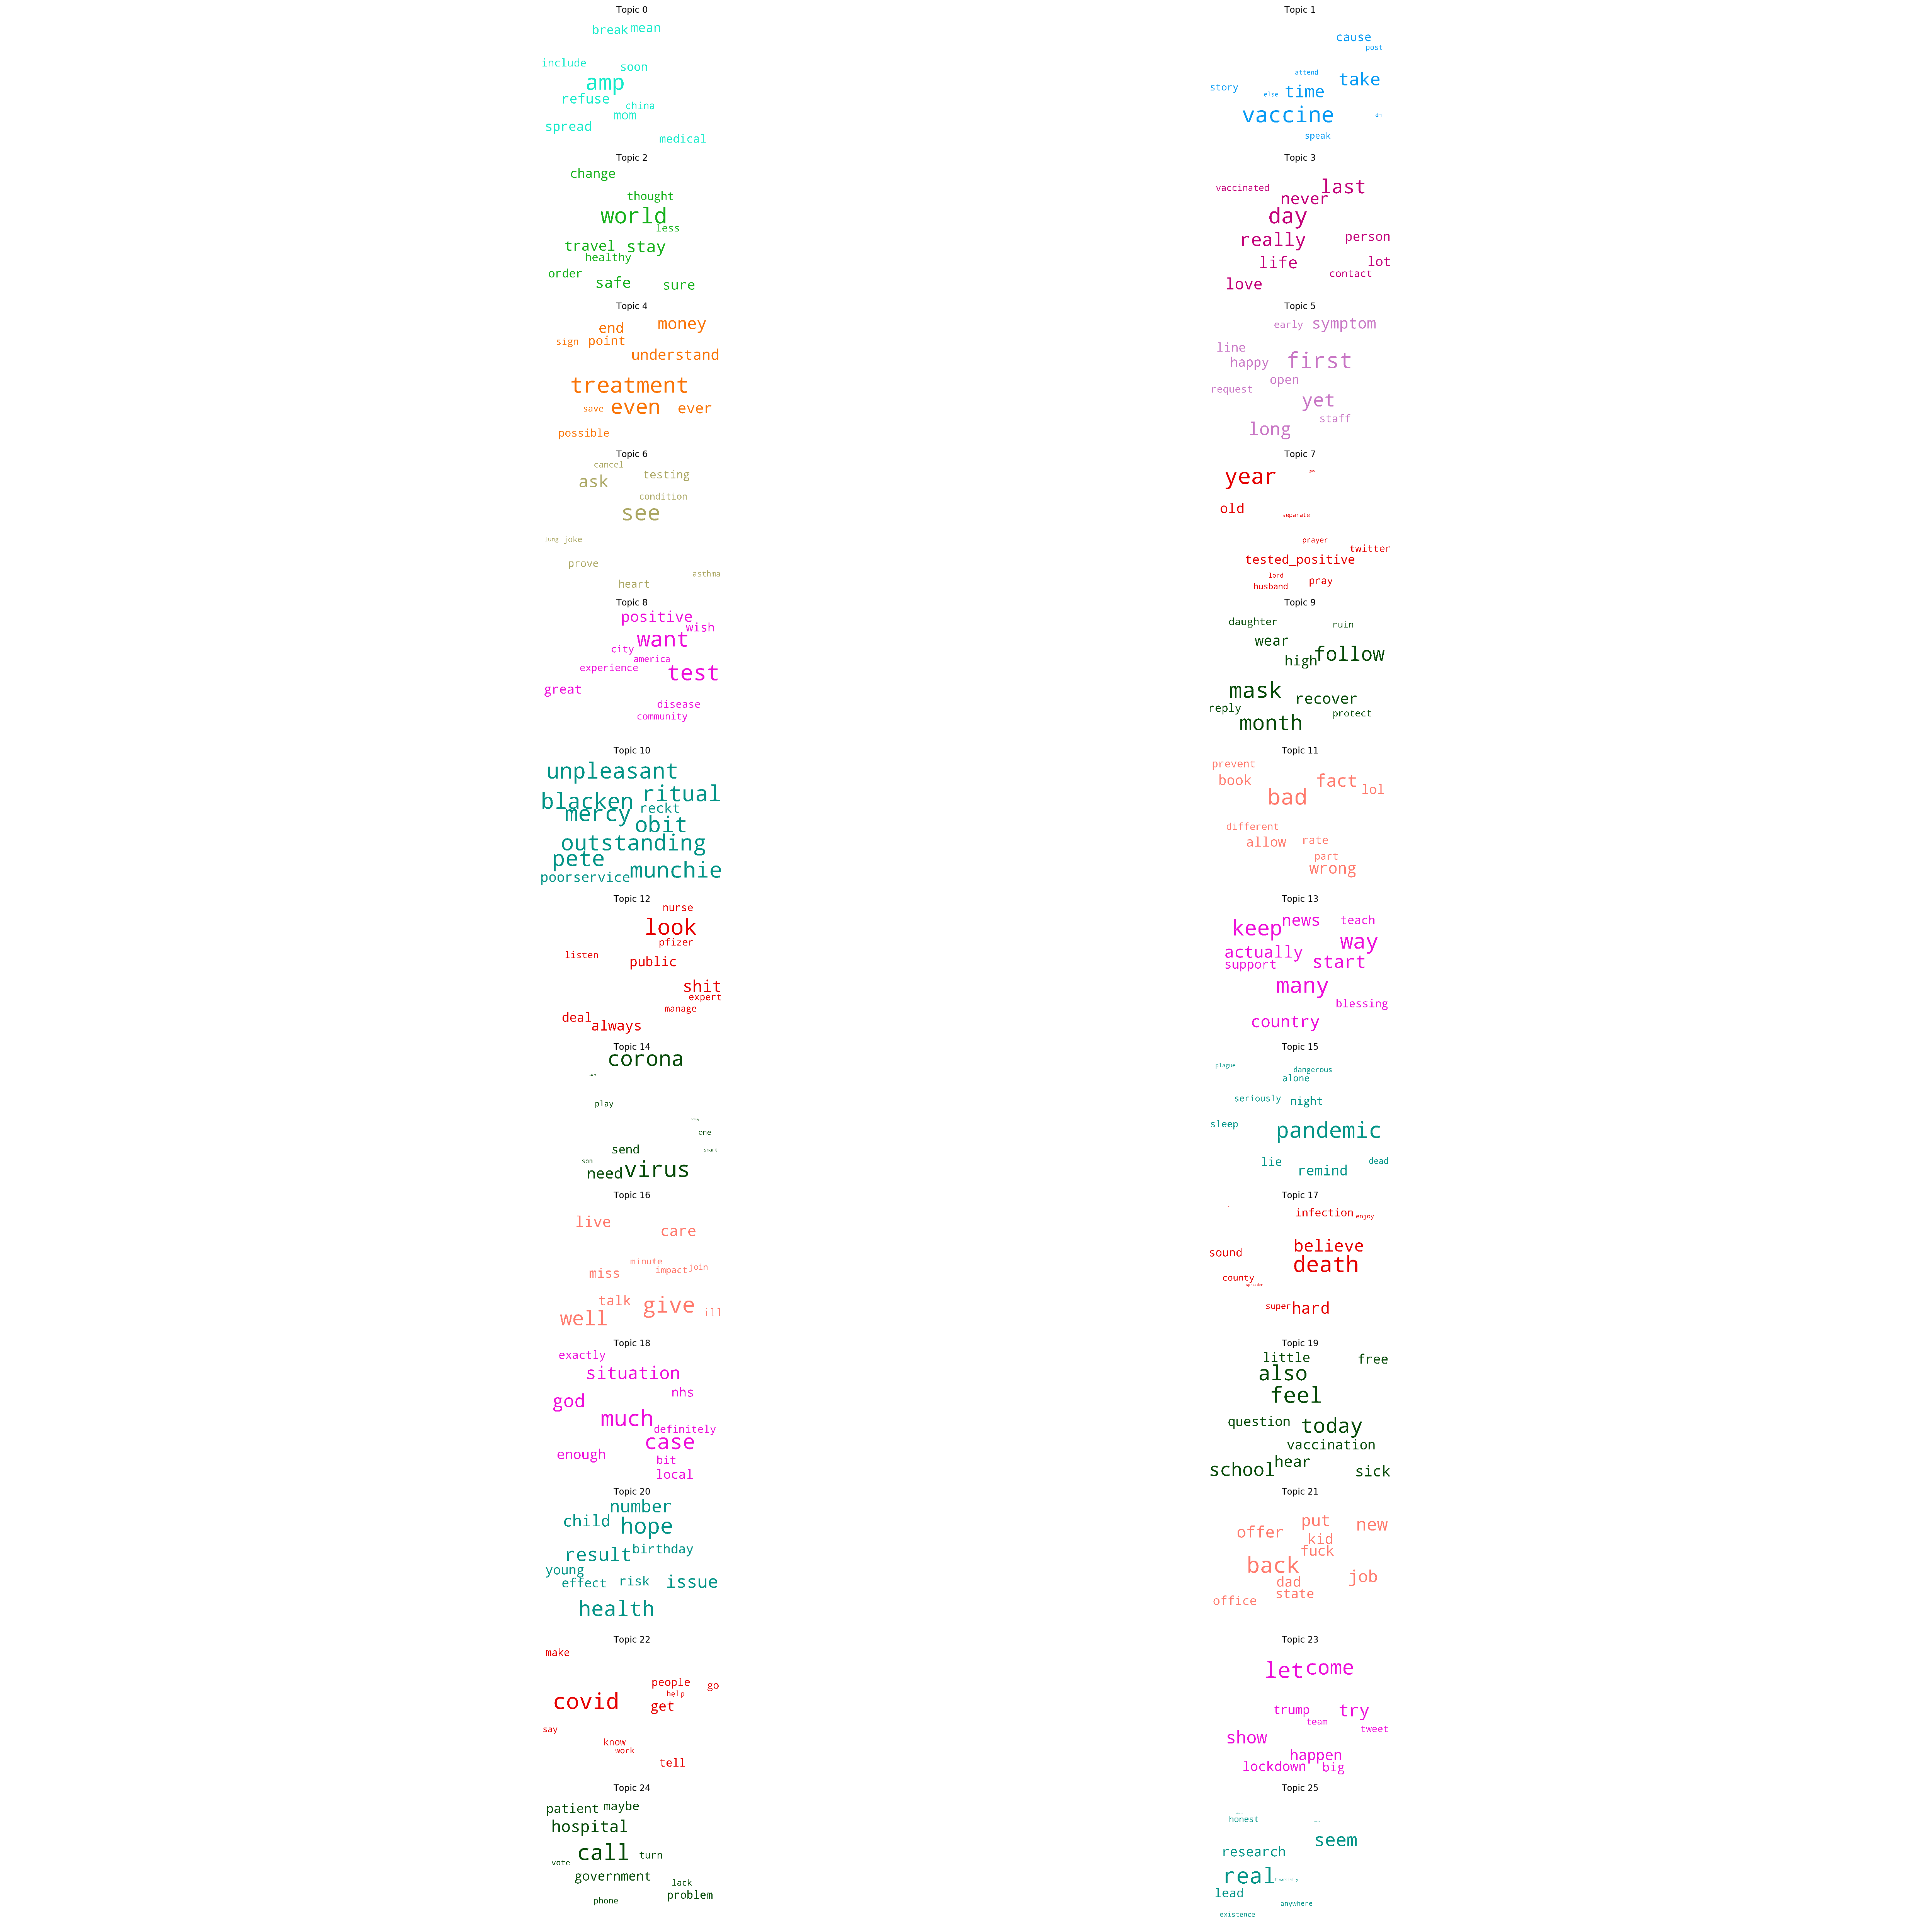 Topic 0
break mean
include soon
amp
refuse china
mom
spread
medical
Topic 1
cause
post
attend take
story else time
vaccine
speak
Topic 2
change
thought
world
less
travel stay
healthy
order
safe sure
Topic 3
vaccinated last
never
day
really person
life lot
contact
love
Topic 4
end money
sign point
understand
treatment
save even ever
possible
Topic 5
early symptom
line
happy first
open
request yet
staff
long
Topic 6
cancel
ask testing
condition
see
lung joke
prove
asthma
heart
Topic 7
year
old
separate
prayer
twitter
tested_positive
lord
husband pray
Topic 8
positive
wish
want
city
america
experience test
great
disease
community
Topic 9
daughter ruin
wear
high follow
mask recover
reply protect
month
Topic 10
unpleasant
blacken ritual
mercy reckt
obit
outstanding
pete
poorservice munchie
Topic 11
prevent
book fact lol
bad
different
allow rate
part
wrong
Topic 12
nurse
look
pfizer
listen
public
shit
expert
manage
deal always
Topic 13
keep news teach
way
actually
support start
many
blessing
country
Topic 14
corona
play
one
send smart
son
need virus
Topic 15
plague dangerous
alone
seriously night
sleep
pandemic
lie remind dead
Topic 16
live care
minute
miss impact join
talk give ill
well
Topic 17
infection enjoy
sound believe
death
county
super hard
Topic 18
exactly
situation
god nhs
much
definitely
case
enough bit
local
Topic 19
little free
also
feel
question today
vaccination
school hear sick
Topic 20
number
child hope
result birthday
young
effect risk issue
health
Topic 21
offer put new
kid
fuck
back
dad job
state
office
Topic 22
make
people go
help
covid get
say
know
work
tell
Topic 23
let come
trump try
team tweet
show
happen
lockdown big
Topic 24
patient maybe
hospital
call turn
vote
government
lack
problem
phone
Topic 25
honest
seem
research
real
lead
anywhere
existence